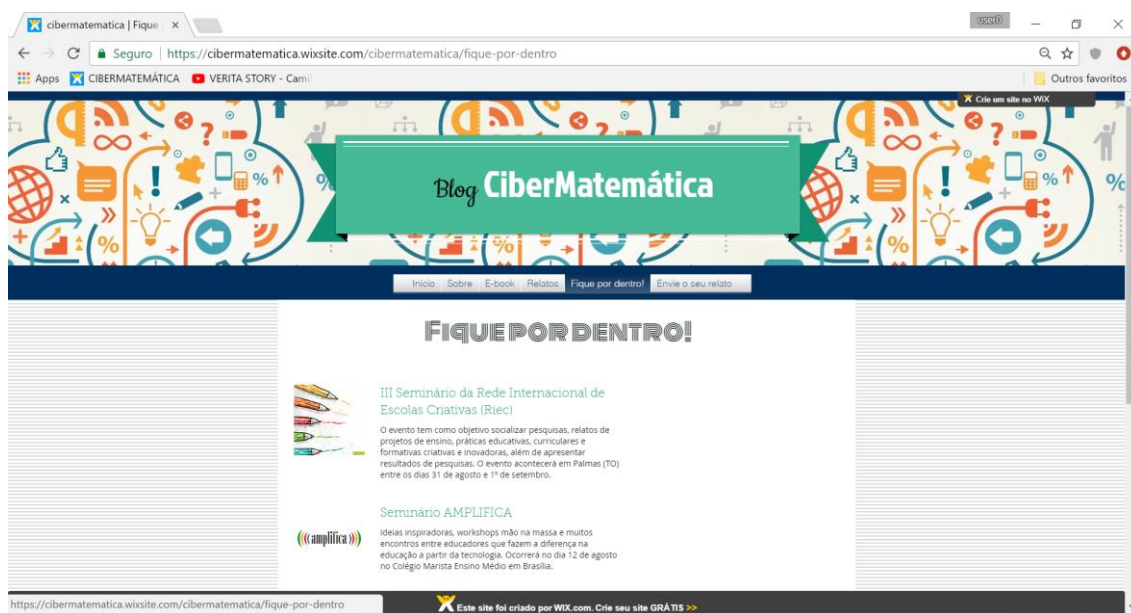 cibermatematica | Fique
user0
Seguro | https://cibermatematica.wixsite.com/cibermatematica/fique-por-dentro
Apps CIBERMATEMÁTICA VERITA STORY - Cami
Outros favoritos
Crie um site no WiX
Blog CiberMatemática
Início Sobre E-book Relatos Fique por dentro! Envie o seu relato
FIQUE POR DENTRO!
III Seminário da Rede Internacional de
Escolas Criativas (Riec)
O evento tem como objetivo socializar pesquisas, relatos de
projetos de ensino, práticas educativas, curriculares e
formativas criativas e inovadoras, além de apresentar
resultados de pesquisas. O evento acontecerá em Palmas (TO)
entre os dias 31 de agosto e 1º de setembro.
Seminário AMPLIFICA
(((amplifica)))
Ideias inspiradoras, workshops mão na massa e muitos
encontros entre educadores que fazem a diferença na
educação a partir da tecnologia. Ocorrerá no dia 12 de agosto
no Colégio Marista Ensino Médio em Brasília.
https://cibermatematica.wixsite.com/cibermatematica/fique-por-dentro
Este site foi criado por WIX.com. Crie seu site GRÁTIS >>